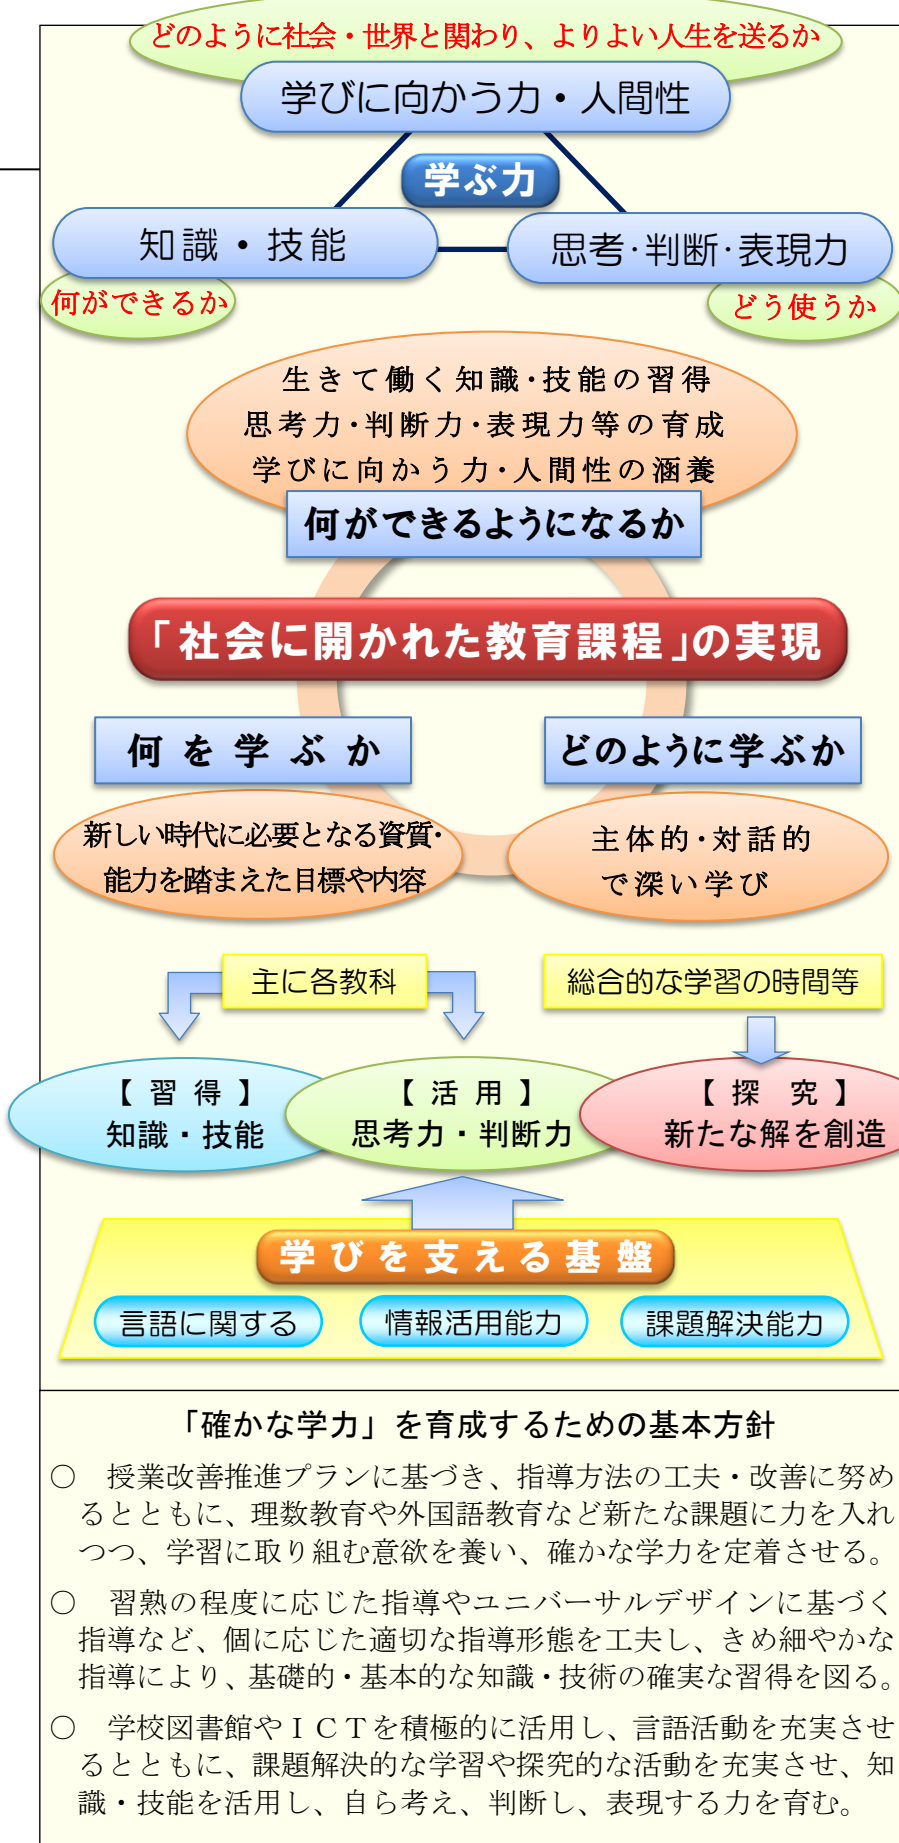 どのように社会・世界と関わり、よりよい人生を送るか
学びに向かう力・人間性
学ぶ力
知識・技能
思考・判断・表現力
何ができるか
どう使うか
生きて働く知識・技能の習得
思考力・判断力・表現力等の育成
学びに向かう力・人間性の涵養
何ができるようになるか
「社会に開かれた教育課程」の実現
何を学ぶか
どのように学ぶか
新しい時代に必要となる資質・
能力を踏まえた目標や内容
主体的・対話的
で深い学び
主に各教科
総合的な学習の時間等
【習得】
知識・技能
【活用】
思考力・判断力
【探究】
新たな解を創造
学びを支える基盤
言語に関する
情報活用能力
課題解決能力
「確かな学力」を育成するための基本方針
○　授業改善推進プランに基づき、指導方法の工夫・改善に努め
るとともに、理数教育や外国語教育など新たな課題に力を入れ
つつ、学習に取り組む意欲を養い、確かな学力を定着させる。
○　習熟の程度に応じた指導やユニバーサルデザインに基づく
指導など、個に応じた適切な指導形態を工夫し、きめ細やかな
指導により、基礎的・基本的な知識・技術の確実な習得を図る。
○　学校図書館やＩＣＴを積極的に活用し、言語活動を充実させ
るとともに、課題解決的な学習や探究的な活動を充実させ、知
識・技能を活用し、自ら考え、判断し、表現する力を育む。